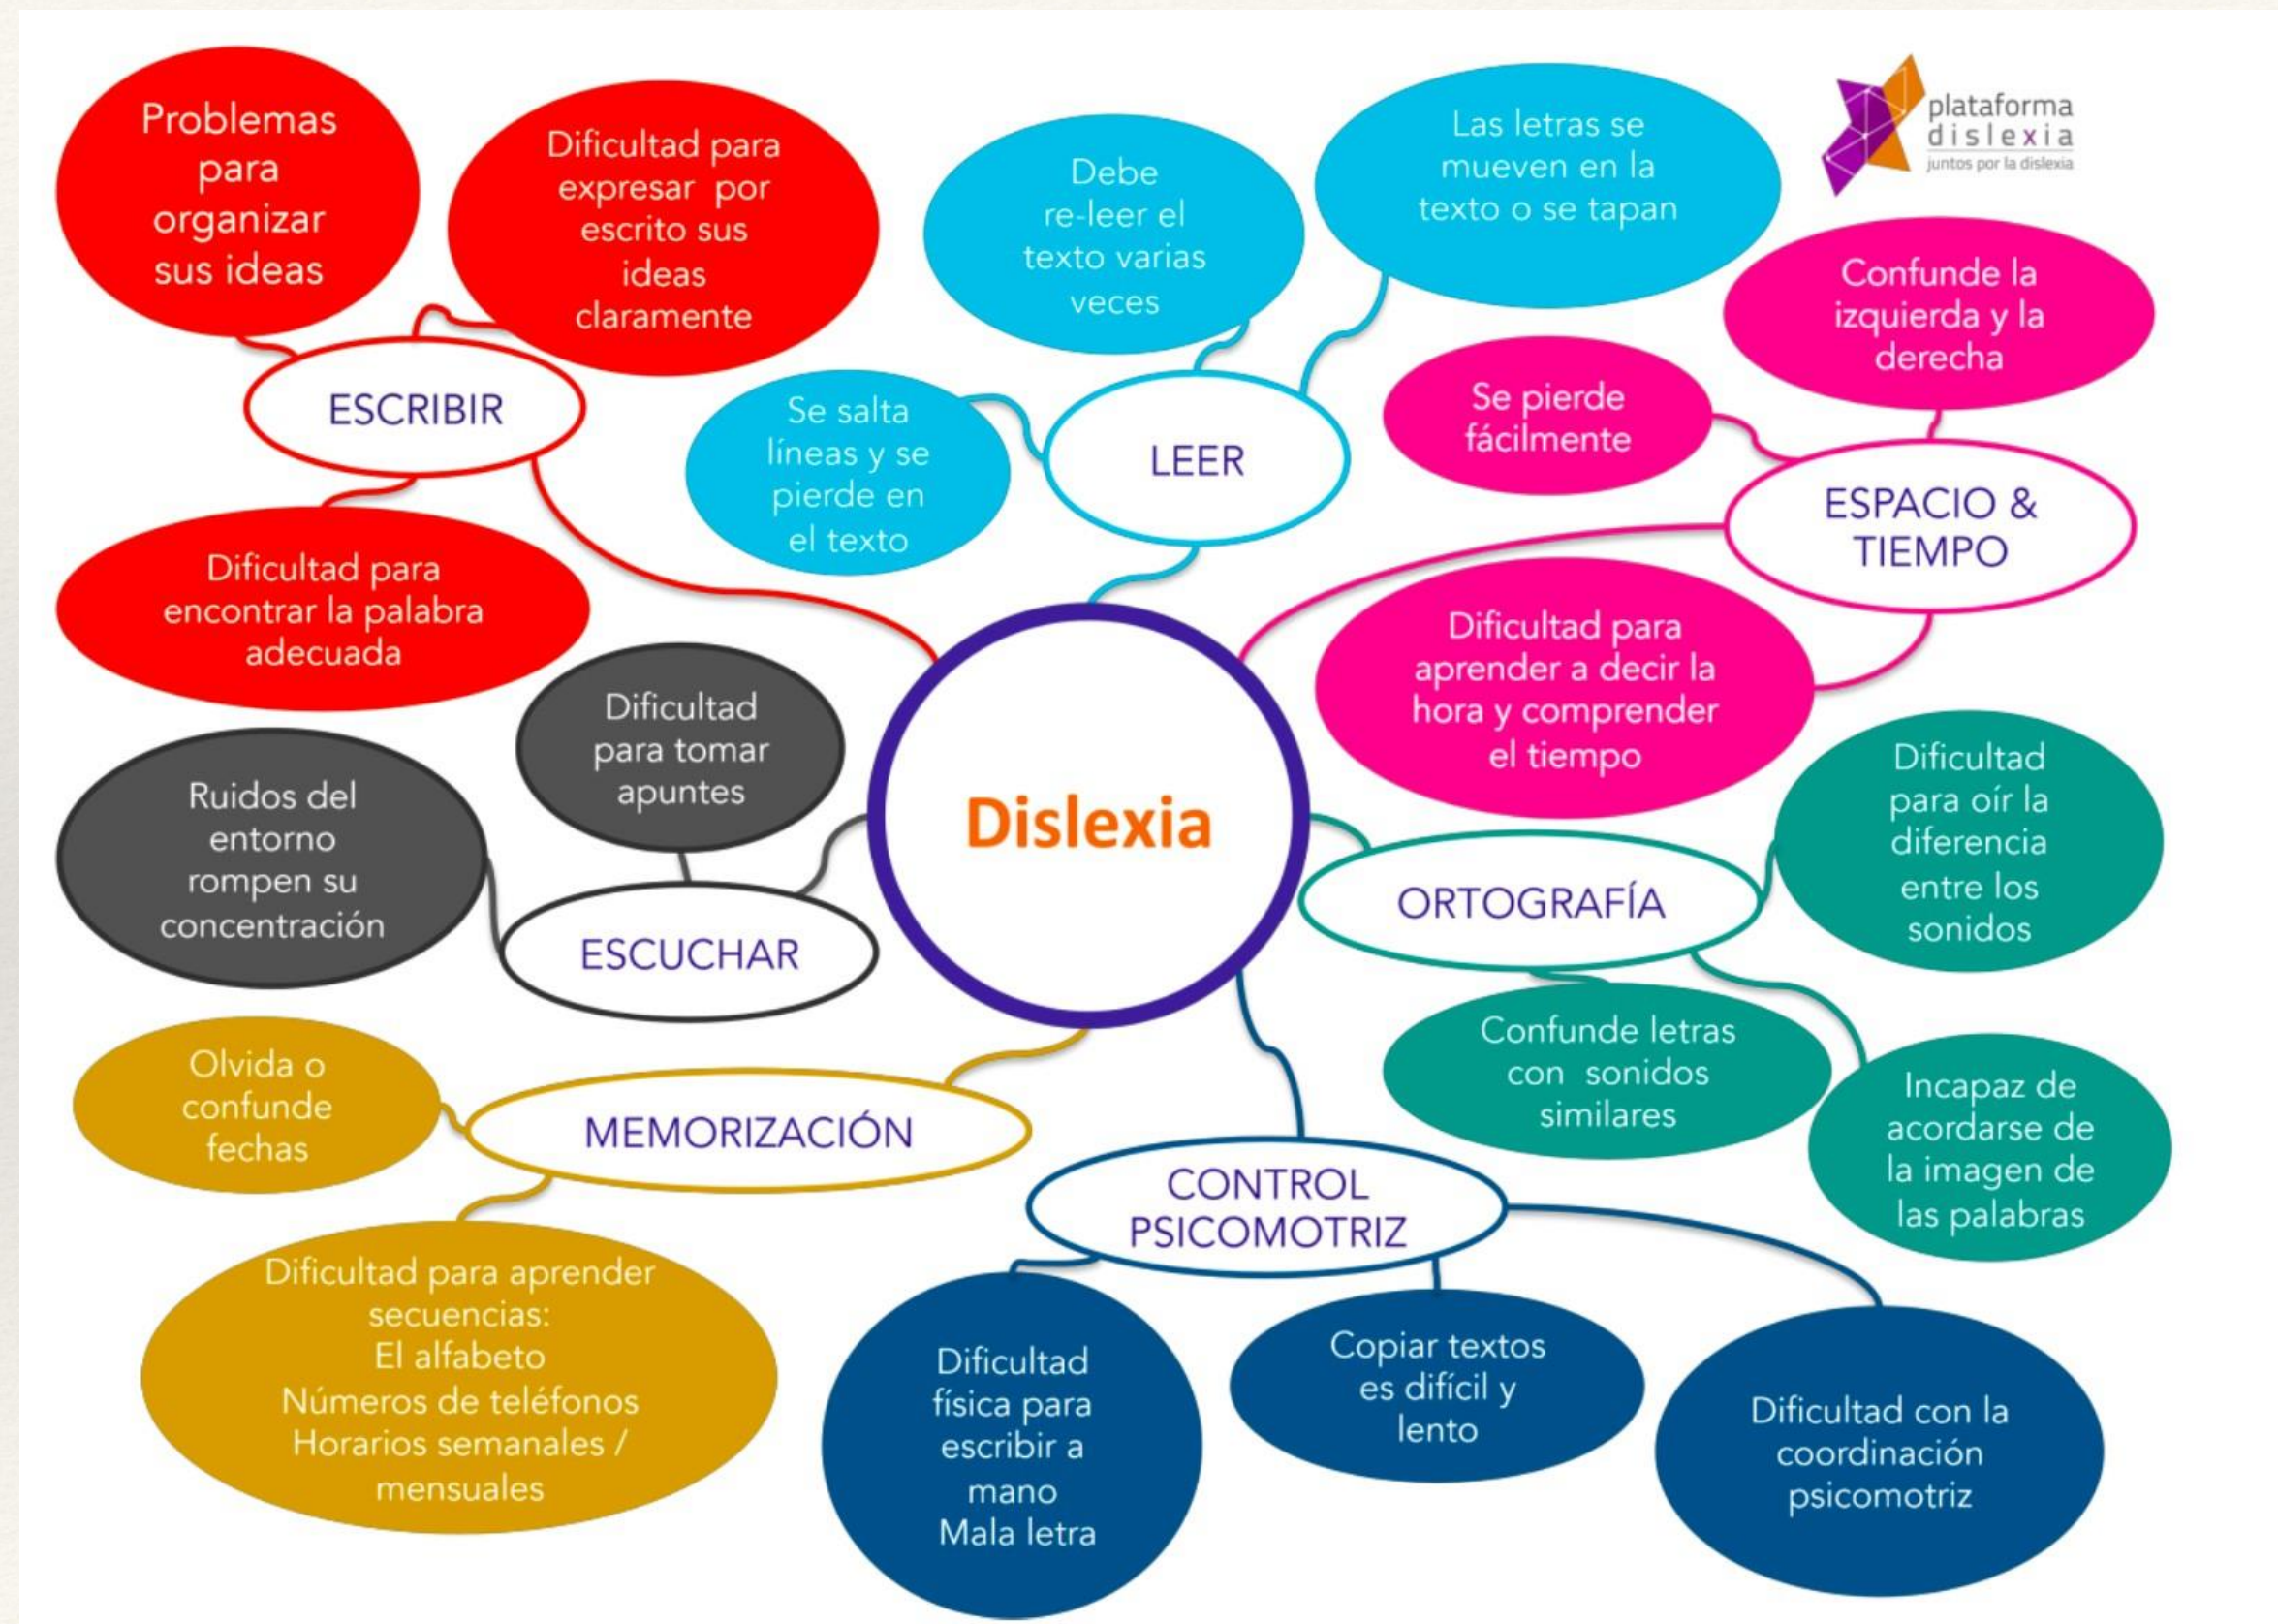 Problemas
para
organizar
sus ideas
Dificultad para
expresar por
escrito sus
ideas
claramente
ESCRIBIR
Dificultad para
encontrar la palabra
adecuada
Debe
re-leer el
texto varias
veces
Las letras se
mueven en la
texto o se tapan
Se salta
líneas y se
pierde en
el texto
LEER
plataforma
dislexia
juntos por la dislexia
Confunde la
izquierda y la
derecha
Se pierde
fácilmente
ESPACIO &
TIEMPO
Dificultad para
aprender a decir la
hora y comprender
el tiempo
Dislexia
Dificultad
para tomar
apuntes
Ruidos del
entorno
rompen su
concentración
ESCUCHAR
ORTOGRAFÍA
Dificultad
para oír la
diferencia
entre los
sonidos
Confunde letras
con sonidos
similares
Incapaz de
acordarse de
la imagen de
las palabras
Olvida o
confunde
fechas
MEMORIZACIÓN
Dificultad para aprender
secuencias:
El alfabeto
Números de teléfonos
Horarios semanales /
mensuales
CONTROL
PSICOMOTRIZ
Dificultad
física para
escribir a
mano
Mala letra
Copiar textos
es difícil y
lento
Dificultad con la
coordinación
psicomotriz